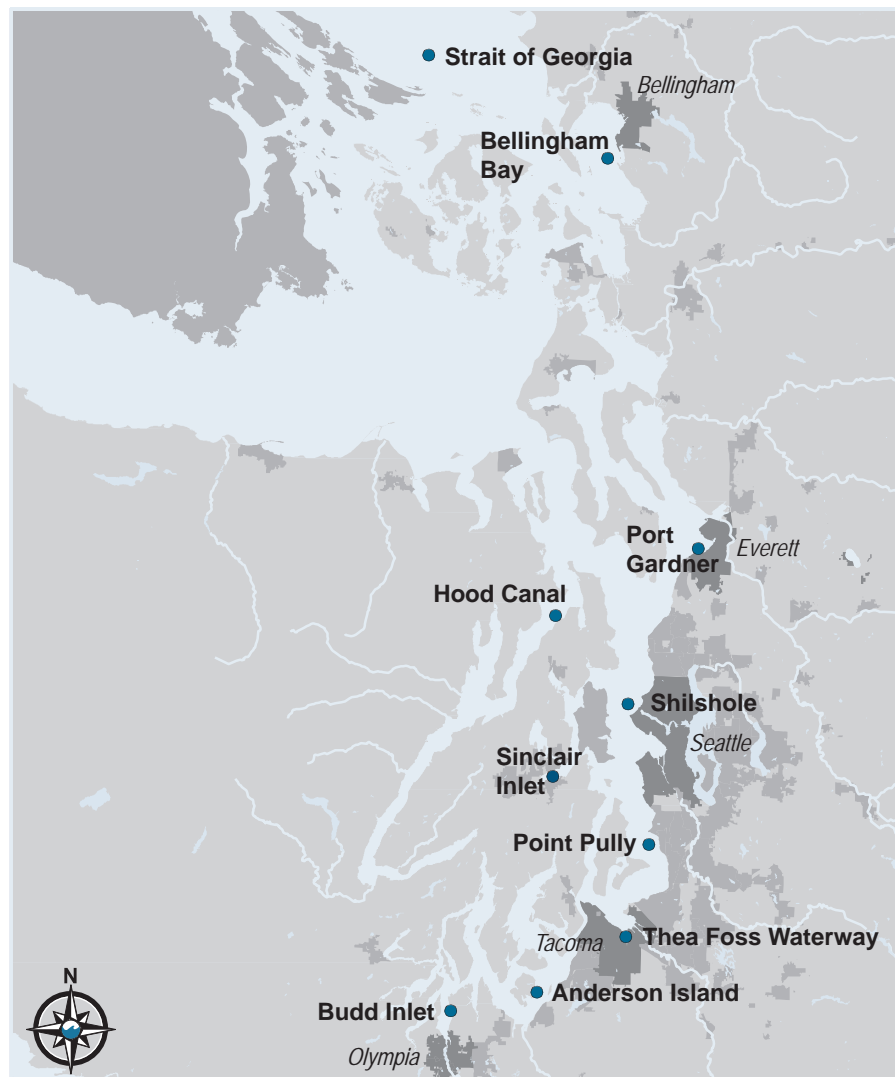 Strait of Georgia
Bellingham
Bellingham
Bay
Port
Gardner
Everett
Hood Canal
Shilshole
Seattle
Sinclair
Inlet
Point Pully
Tacoma
Thea Foss Waterway
Anderson Island
N
Budd Inlet
Olympia